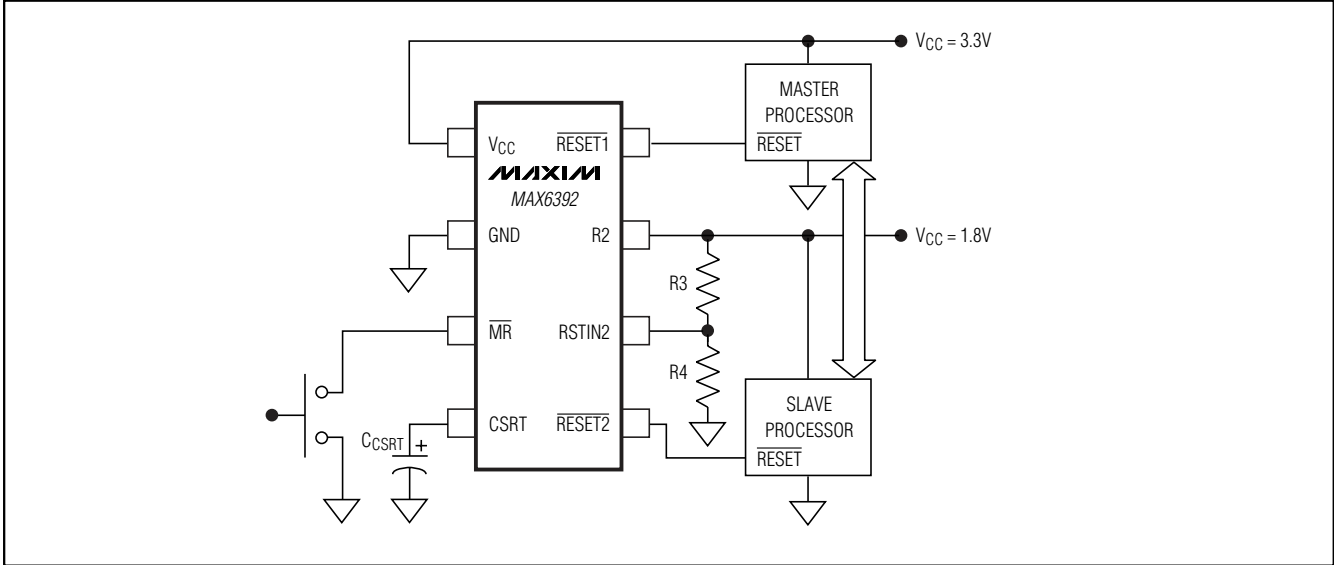 VCC = 3.3V
MASTER
PROCESSOR
RESET
VCC
RESET1
MAXIM
MAX6392
GND
R2
VCC = 1.8V
R3
MR
RSTIN2
R4
CSRT
RESET2
CCSRT +
SLAVE
PROCESSOR
RESET